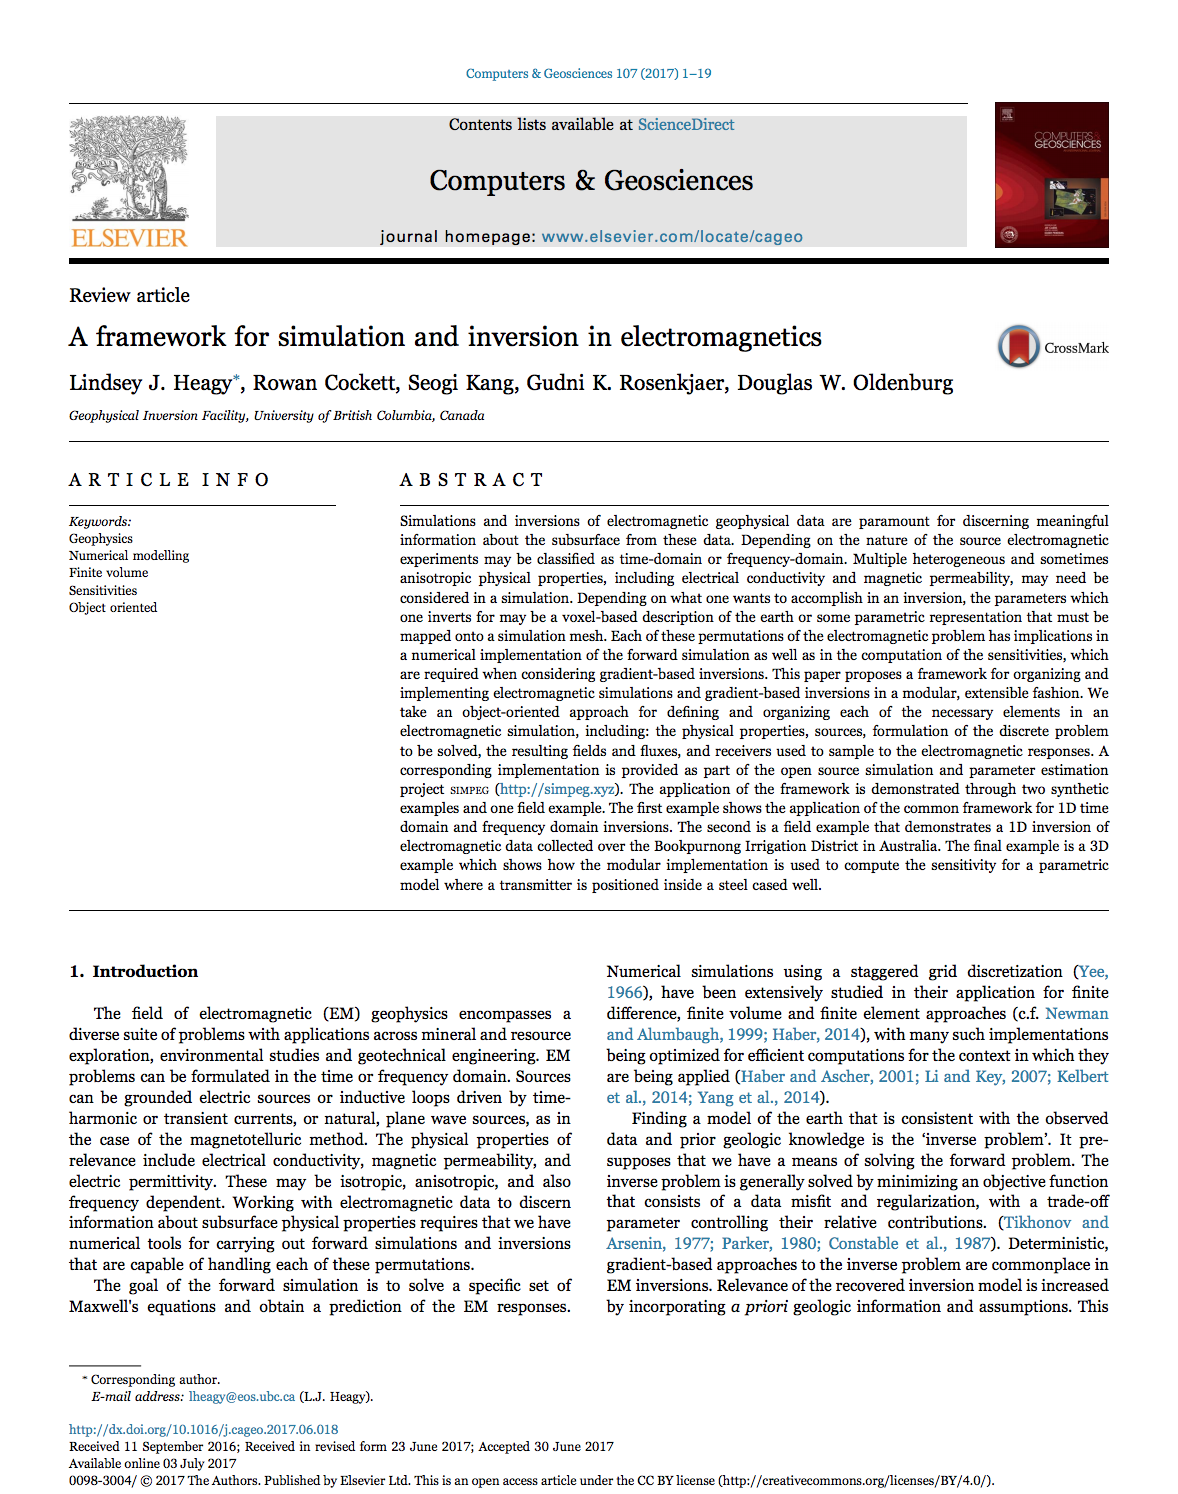 Computers & Geosciences 107 (2017) 1–19
Contents lists available at ScienceDirect
Computers & Geosciences
journal homepage: www.elsevier.com/locate/cageo
ELSEVIER
COMPUTERS & GEOSCIENCES
Review article
A framework for simulation and inversion in electromagnetics
CrossMark
Lindsey J. Heagy*, Rowan Cockett, Seogi Kang, Gudni K. Rosenkjaer, Douglas W. Oldenburg
Geophysical Inversion Facility, University of British Columbia, Canada
ARTICLE INFO
Keywords:
Geophysics
Numerical modelling
Finite volume
Sensitivities
Object oriented
ABSTRACT
Simulations and inversions of electromagnetic geophysical data are paramount for discerning meaningful
information about the subsurface from these data. Depending on the nature of the source electromagnetic
experiments may be classified as time-domain or frequency-domain. Multiple heterogeneous and sometimes
anisotropic physical properties, including electrical conductivity and magnetic permeability, may need be
considered in a simulation. Depending on what one wants to accomplish in an inversion, the parameters which
one inverts for may be a voxel-based description of the earth or some parametric representation that must be
mapped onto a simulation mesh. Each of these permutations of the electromagnetic problem has implications in
a numerical implementation of the forward simulation as well as in the computation of the sensitivities, which
are required when considering gradient-based inversions. This paper proposes a framework for organizing and
implementing electromagnetic simulations and gradient-based inversions in a modular, extensible fashion. We
take an object-oriented approach for defining and organizing each of the necessary elements in an
electromagnetic simulation, including: the physical properties, sources, formulation of the discrete problem
to be solved, the resulting fields and fluxes, and receivers used to sample to the electromagnetic responses. A
corresponding implementation is provided as part of the open source simulation and parameter estimation
project SIMPEG (http://simpeg.xyz). The application of the framework is demonstrated through two synthetic
examples and one field example. The first example shows the application of the common framework for 1D time
domain and frequency domain inversions. The second is a field example that demonstrates a 1D inversion of
electromagnetic data collected over the Bookpurnong Irrigation District in Australia. The final example is a 3D
example which shows how the modular implementation is used to compute the sensitivity for a parametric
model where a transmitter is positioned inside a steel cased well.
1. Introduction
The field of electromagnetic (EM) geophysics encompasses a
diverse suite of problems with applications across mineral and resource
exploration, environmental studies and geotechnical engineering. EM
problems can be formulated in the time or frequency domain. Sources
can be grounded electric sources or inductive loops driven by time-
harmonic or transient currents, or natural, plane wave sources, as in
the case of the magnetotelluric method. The physical properties of
relevance include electrical conductivity, magnetic permeability, and
electric permittivity. These may be isotropic, anisotropic, and also
frequency dependent. Working with electromagnetic data to discern
information about subsurface physical properties requires that we have
numerical tools for carrying out forward simulations and inversions
that are capable of handling each of these permutations.
The goal of the forward simulation is to solve a specific set of
Maxwell's equations and obtain a prediction of the EM responses.
Numerical simulations using a staggered grid discretization (Yee,
1966), have been extensively studied in their application for finite
difference, finite volume and finite element approaches (c.f. Newman
and Alumbaugh, 1999; Haber, 2014), with many such implementations
being optimized for efficient computations for the context in which they
are being applied (Haber and Ascher, 2001; Li and Key, 2007; Kelbert
et al., 2014; Yang et al., 2014).
Finding a model of the earth that is consistent with the observed
data and prior geologic knowledge is the ‘inverse problem’. It pre-
supposes that we have a means of solving the forward problem. The
inverse problem is generally solved by minimizing an objective function
that consists of a data misfit and regularization, with a trade-off
parameter controlling their relative contributions. (Tikhonov and
Arsenin, 1977; Parker, 1980; Constable et al., 1987). Deterministic,
gradient-based approaches to the inverse problem are commonplace in
EM inversions. Relevance of the recovered inversion model is increased
by incorporating a priori geologic information and assumptions. This
* Corresponding author.
E-mail address: lheagy@eos.ubc.ca (L.J. Heagy).
http://dx.doi.org/10.1016/j.cageo.2017.06.018
Received 11 September 2016; Received in revised form 23 June 2017; Accepted 30 June 2017
Available online 03 July 2017
0098-3004/ © 2017 The Authors. Published by Elsevier Ltd. This is an open access article under the CC BY license (http://creativecommons.org/licenses/BY/4.0/).